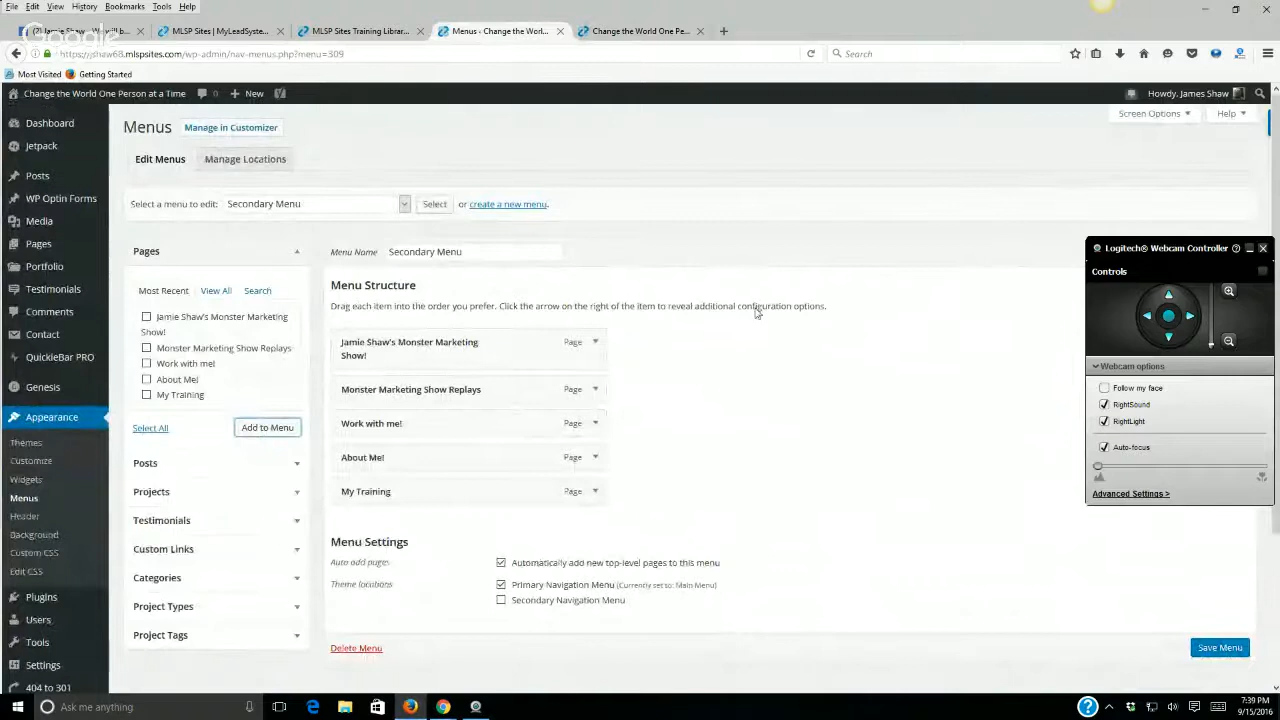 File Edit View History Bookmarks Tools Help
MLSP Sites | MyLeadSystem...
MLSP Sites Training Librar...
Menus - Change the Worl...
Change the World One Pe...
https://jshaw68.mlspsites.com/wp-admin/nav-menus.php?menu=309
Search
Most Visited Getting Started
Change the World One Person at a Time 0 New
Howdy, James Shaw
Dashboard
Jetpack
Posts
WP Optin Forms
Media
Pages
Portfolio
Testimonials
Comments
Contact
QuickieBar PRO
Genesis
Appearance
Themes
Customize
Widgets
Menus
Header
Background
Custom CSS
Edit CSS
Plugins
Users
Tools
Settings
404 to 301
Screen Options Help
Menus Manage in Customizer
Edit Menus Manage Locations
Select a menu to edit: Secondary Menu Select or create a new menu.
Pages
Most Recent View All Search
Jamie Shaw's Monster Marketing
Show!
Monster Marketing Show Replays
Work with me!
About Me!
My Training
Select All Add to Menu
Posts
Projects
Testimonials
Custom Links
Categories
Project Types
Project Tags
Menu Name Secondary Menu
Menu Structure
Drag each item into the order you prefer. Click the arrow on the right of the item to reveal additional configuration options.
Jamie Shaw's Monster Marketing
Show!
Page
Monster Marketing Show Replays Page
Work with me! Page
About Me! Page
My Training Page
Menu Settings
Auto add pages Automatically add new top-level pages to this menu
Theme locations Primary Navigation Menu (Currently set to: Main Menu)
Secondary Navigation Menu
Delete Menu Save Menu
Logitech® Webcam Controller
Controls
Webcam options
Follow my face
RightSound
RightLight
Auto-focus
Advanced Settings >
Ask me anything
7:39 PM
9/15/2016